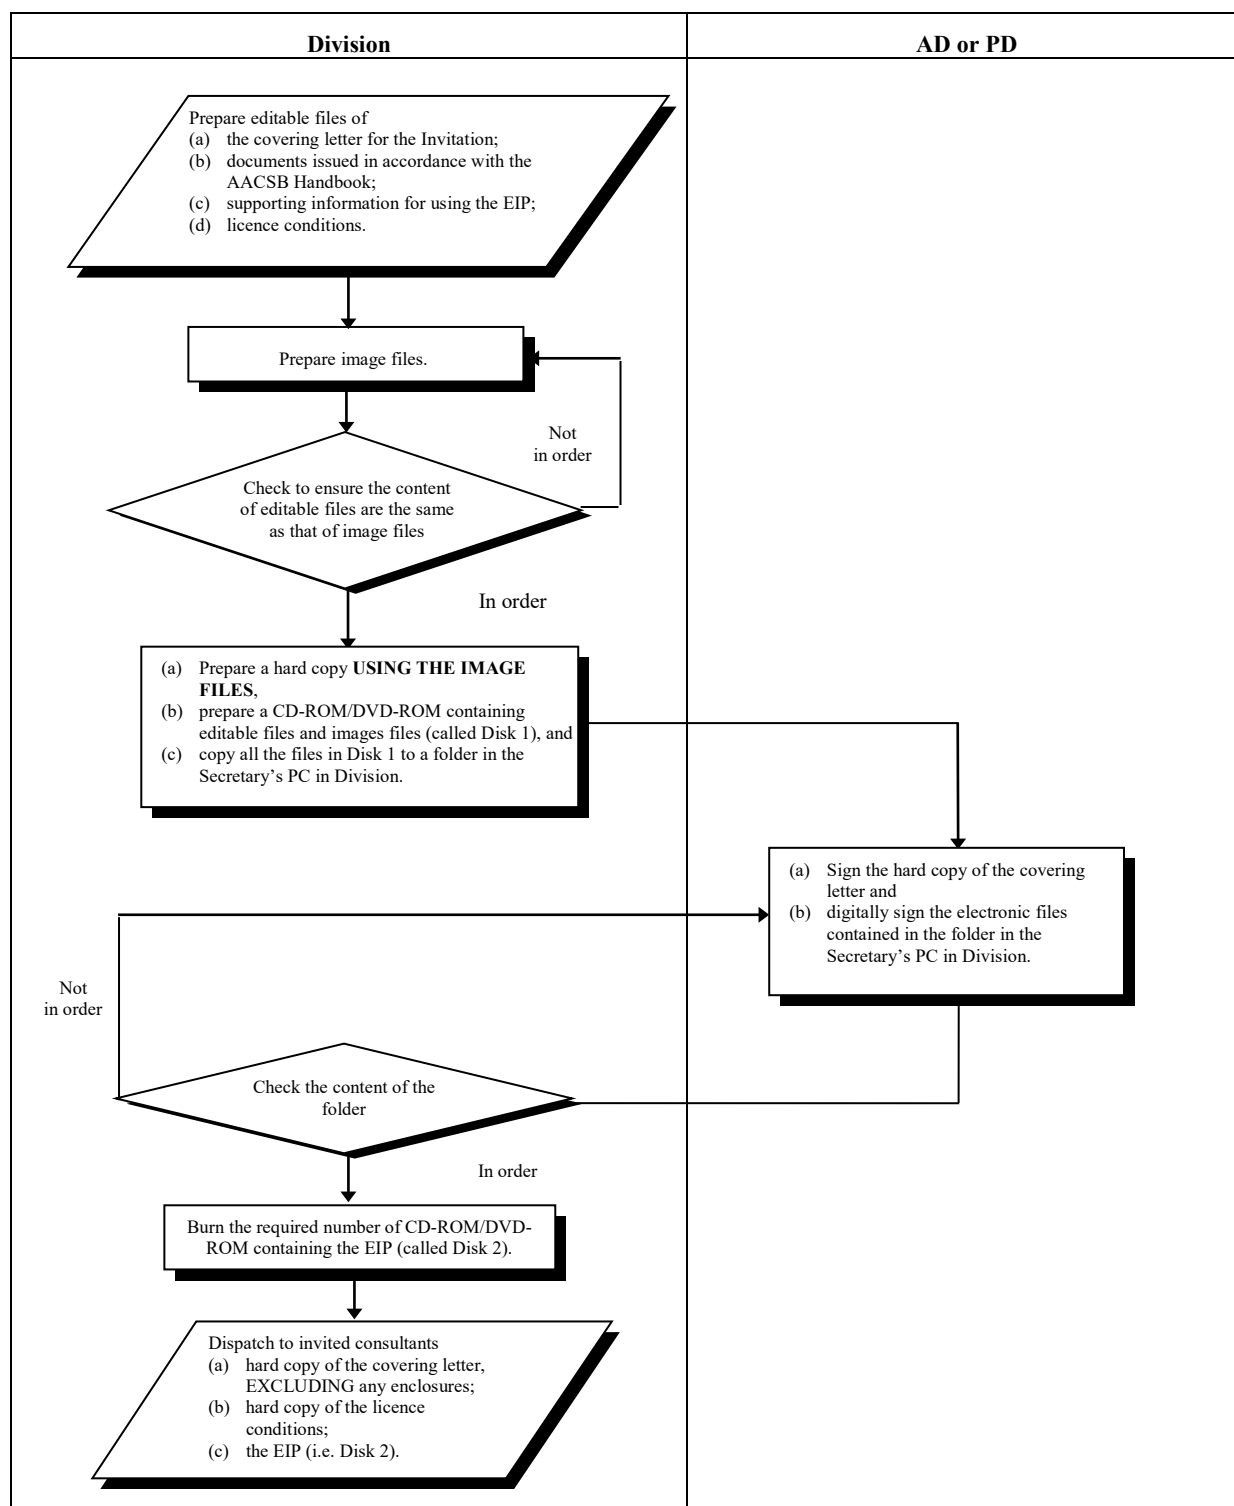 Division
AD or PD
Prepare editable files of
(a) the covering letter for the Invitation;
(b) documents issued in accordance with the
AACSB Handbook;
(c) supporting information for using the EIP;
(d) licence conditions.
Prepare image files.
Not
in order
Check to ensure the content
of editable files are the same
as that of image files
In order
(a) Prepare a hard copy USING THE IMAGE
FILES,
(b) prepare a CD-ROM/DVD-ROM containing
editable files and images files (called Disk 1), and
(c) copy all the files in Disk 1 to a folder in the
Secretary’s PC in Division.
(a) Sign the hard copy of the covering
letter and
(b) digitally sign the electronic files
contained in the folder in the
Secretary’s PC in Division.
Not
in order
Check the content of the
folder
In order
Burn the required number of CD-ROM/DVD-
ROM containing the EIP (called Disk 2).
Dispatch to invited consultants
(a) hard copy of the covering letter,
EXCLUDING any enclosures;
(b) hard copy of the licence
conditions;
(c) the EIP (i.e. Disk 2).